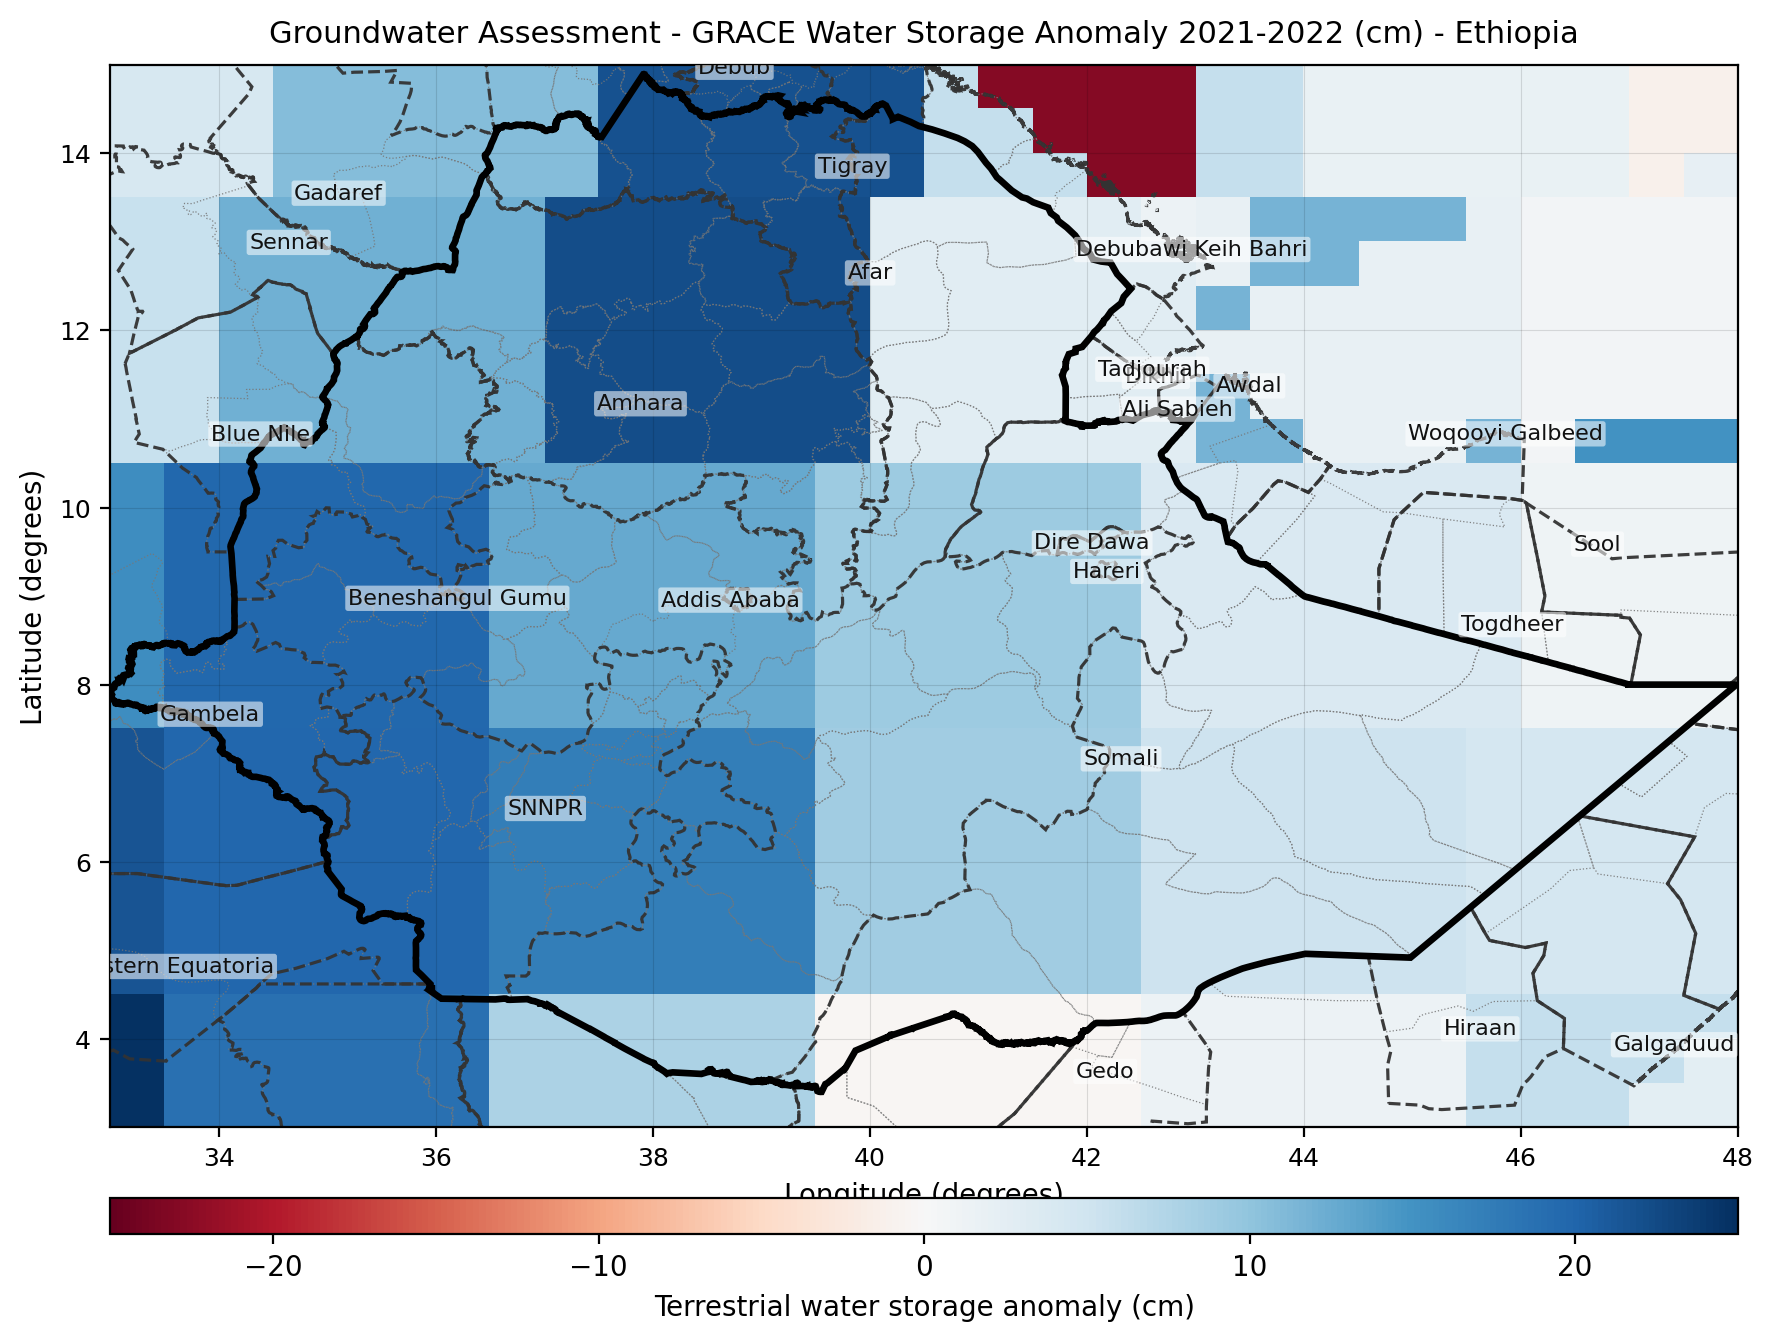 Groundwater Assessment - GRACE Water Storage Anomaly 2021-2022 (cm) - Ethiopia
Debub
Tigray
Gadaref
Sennar
Debubawi Keih Bahri
Afar
Tadjourah
Dikhil
Awdal
Amhara
Ali Sabieh
Blue Nile
Woqooyi Galbeed
Dire Dawa
Sool
Hareri
Beneshangul Gumu
Addis Ababa
Togdheer
Gambela
Somali
SNNPR
stern Equatoria
Hiraan
Galgaduud
Gedo
Latitude (degrees)
14
12
10
8
6
4
34
36
38
40
42
44
46
48
Longitude (degrees)
−20
−10
0
10
20
Terrestrial water storage anomaly (cm)